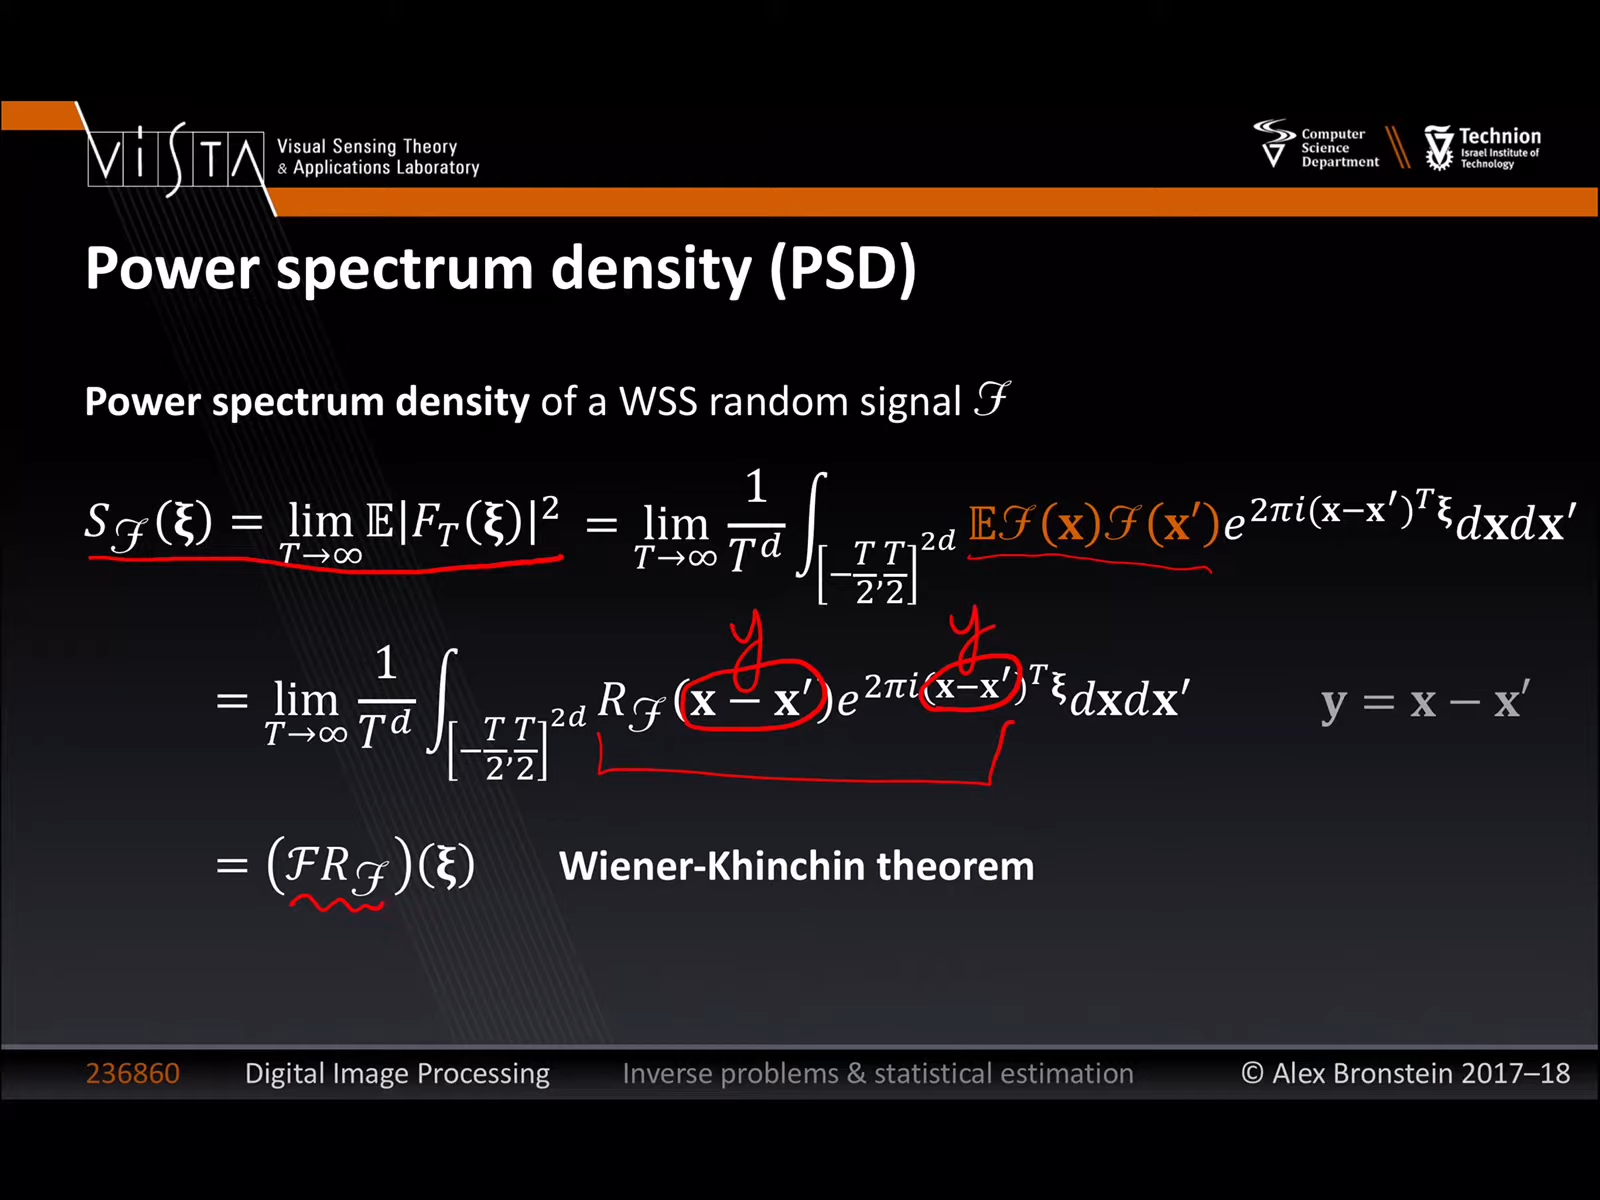 ViSTA Visual Sensing Theory & Applications Laboratory
Computer Science Department
Technion Israel Institute of Technology
Power spectrum density (PSD)
Power spectrum density of a WSS random signal ℱ
S_ℱ(ξ) = lim_{T→∞} 𝔼|F_T(ξ)|² = lim_{T→∞} 1/T^d ∫_{[−T/2,T/2]^{2d}} 𝔼ℱ(x)ℱ(x′)e^{2πi(x−x′)^T ξ}dxdx′
y y
= lim_{T→∞} 1/T^d ∫_{[−T/2,T/2]^{2d}} R_ℱ(x − x′)e^{2πi(x−x′)^T ξ}dxdx′ y = x − x′
= (ℱR_ℱ)(ξ) Wiener-Khinchin theorem
236860 Digital Image Processing Inverse problems & statistical estimation © Alex Bronstein 2017–18